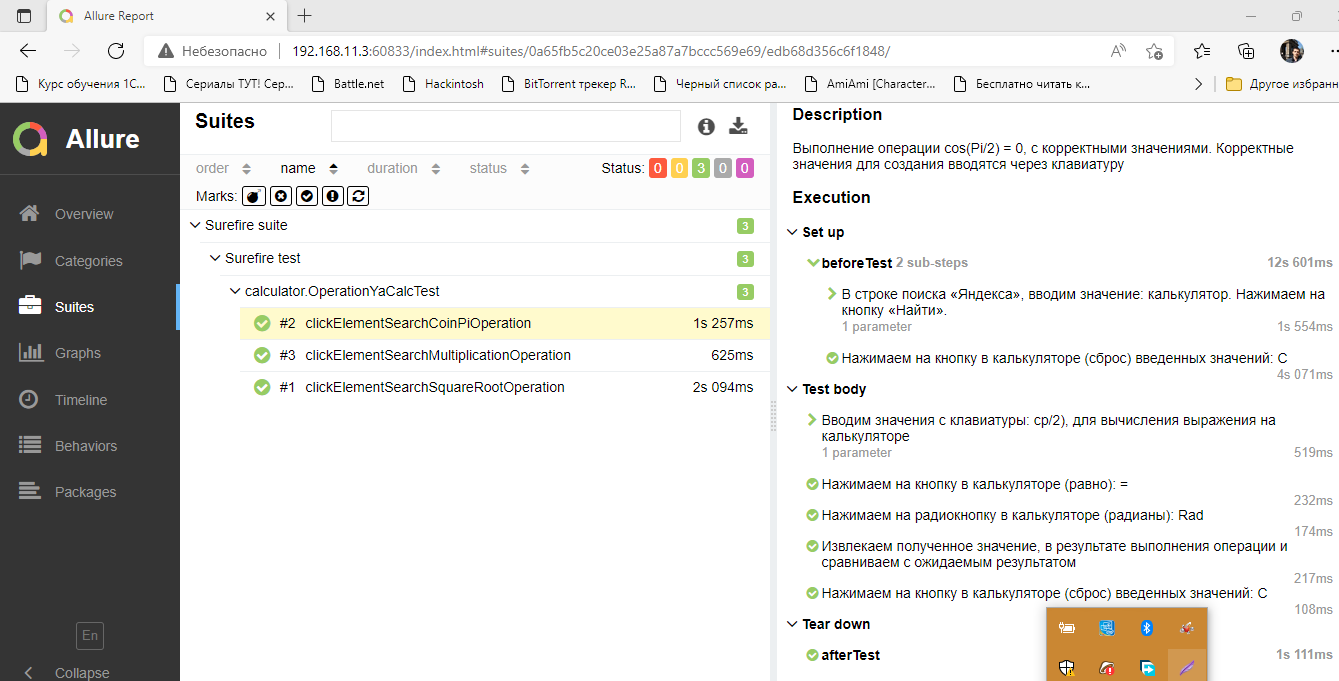 Allure Report
Небезопасно
192.168.11.3:60833/index.html#suites/0a65fb5c20ce03e25a87a7bccc569e69/edb68d356c6f1848/
Курс обучения 1С...
Сериалы ТУТ! Сер...
Battle.net
Hackintosh
BitTorrent трекер R...
Черный список ра...
AmiAmi [Character...
Бесплатно читать к...
Другое избранн
Allure
Overview
Categories
Suites
Graphs
Timeline
Behaviors
Packages
En
Collapse
Suites
order
name
duration
status
Status: 0 0 3 0 0
Marks:
Surefire suite 3
Surefire test 3
calculator.OperationYaCalcTest 3
#2 clickElementSearchCoinPiOperation 1s 257ms
#3 clickElementSearchMultiplicationOperation 625ms
#1 clickElementSearchSquareRootOperation 2s 094ms
Description
Выполнение операции cos(Pi/2) = 0, с корректными значениями. Корректные
значения для создания вводятся через клавиатуру
Execution
Set up
beforeTest 2 sub-steps 12s 601ms
В строке поиска «Яндекса», вводим значение: калькулятор. Нажимаем на
кнопку «Найти».
1 parameter 1s 554ms
Нажимаем на кнопку в калькуляторе (сброс) введенных значений: C
4s 071ms
Test body
Вводим значения с клавиатуры: cp/2), для вычисления выражения на
калькуляторе
1 parameter 519ms
Нажимаем на кнопку в калькуляторе (равно): =
232ms
Нажимаем на радиокнопку в калькуляторе (радианы): Rad
174ms
Извлекаем полученное значение, в результате выполнения операции и
сравниваем с ожидаемым результатом
217ms
Нажимаем на кнопку в калькуляторе (сброс) введенных значений: C
108ms
Tear down
afterTest 1s 111ms